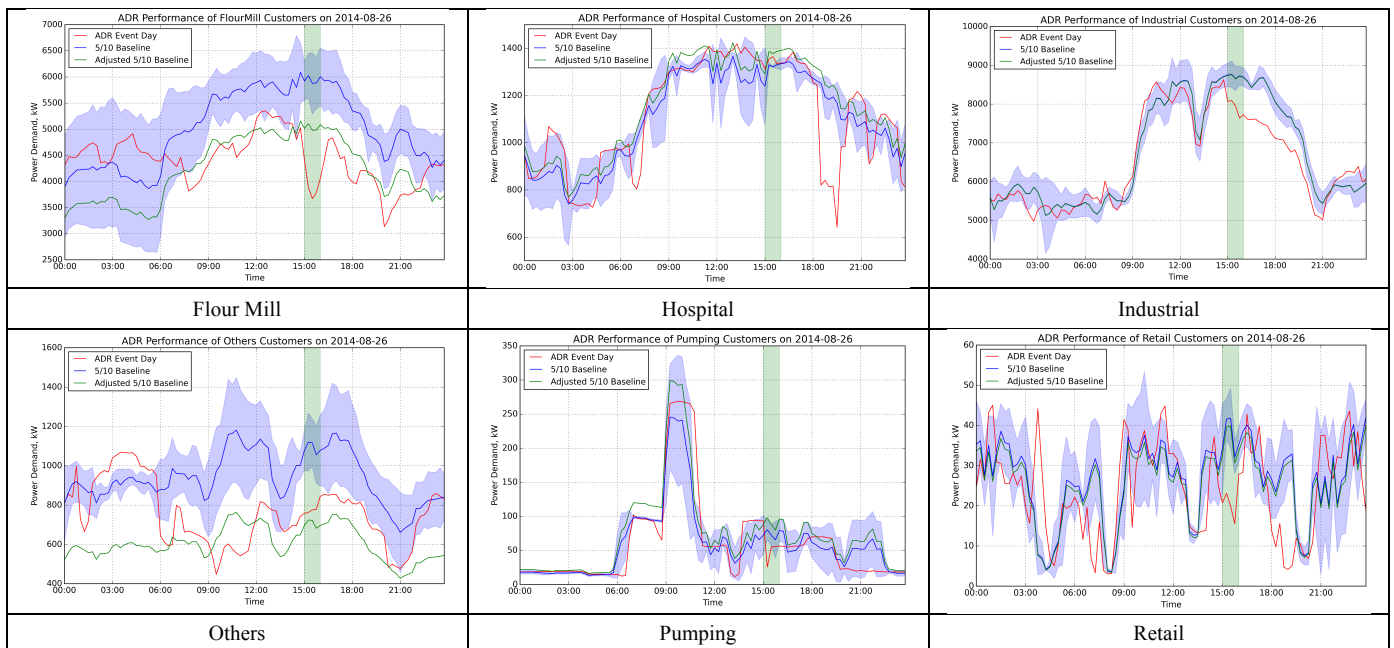 ADR Performance of FlourMill Customers on 2014-08-26
ADR Event Day
5/10 Baseline
Adjusted 5/10 Baseline
Power Demand, kW
7000
6500
6000
5500
5000
4500
4000
3500
3000
2500
00:00 03:00 06:00 09:00 12:00 15:00 18:00 21:00
Time
Flour Mill
ADR Performance of Hospital Customers on 2014-08-26
ADR Event Day
5/10 Baseline
Adjusted 5/10 Baseline
Power Demand, kW
1400
1200
1000
800
600
00:00 03:00 06:00 09:00 12:00 15:00 18:00 21:00
Time
Hospital
ADR Performance of Industrial Customers on 2014-08-26
ADR Event Day
5/10 Baseline
Adjusted 5/10 Baseline
Power Demand, kW
10000
9000
8000
7000
6000
5000
4000
00:00 03:00 06:00 09:00 12:00 15:00 18:00 21:00
Time
Industrial
ADR Performance of Others Customers on 2014-08-26
ADR Event Day
5/10 Baseline
Adjusted 5/10 Baseline
Power Demand, kW
1600
1400
1200
1000
800
600
400
00:00 03:00 06:00 09:00 12:00 15:00 18:00 21:00
Time
Others
ADR Performance of Pumping Customers on 2014-08-26
ADR Event Day
5/10 Baseline
Adjusted 5/10 Baseline
Power Demand, kW
350
300
250
200
150
100
50
0
00:00 03:00 06:00 09:00 12:00 15:00 18:00 21:00
Time
Pumping
ADR Performance of Retail Customers on 2014-08-26
ADR Event Day
5/10 Baseline
Adjusted 5/10 Baseline
Power Demand, kW
60
50
40
30
20
10
0
00:00 03:00 06:00 09:00 12:00 15:00 18:00 21:00
Time
Retail